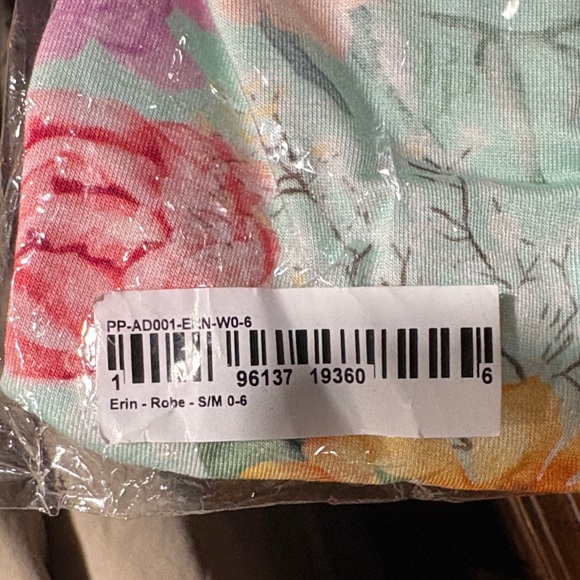 PP-AD001-ERN-W0-6
1 96137 19360 6
Erin - Robe - S/M 0-6